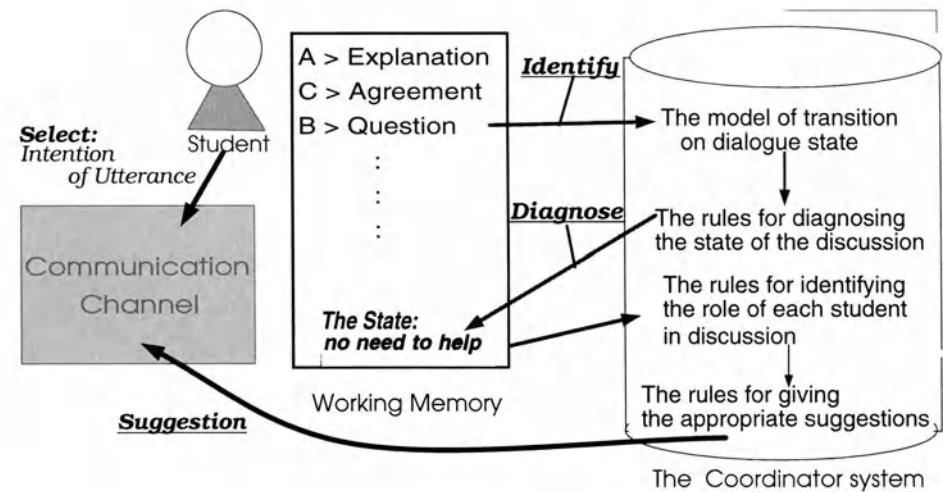 Student
Select:
Intention
of Utterance
Communication
Channel
A > Explanation
C > Agreement
B > Question
:
:
:
The State:
no need to help
Working Memory
Identify
Diagnose
Suggestion
The model of transition
on dialogue state
The rules for diagnosing
the state of the discussion
The rules for identifying
the role of each student
in discussion
The rules for giving
the appropriate suggestions
The Coordinator system